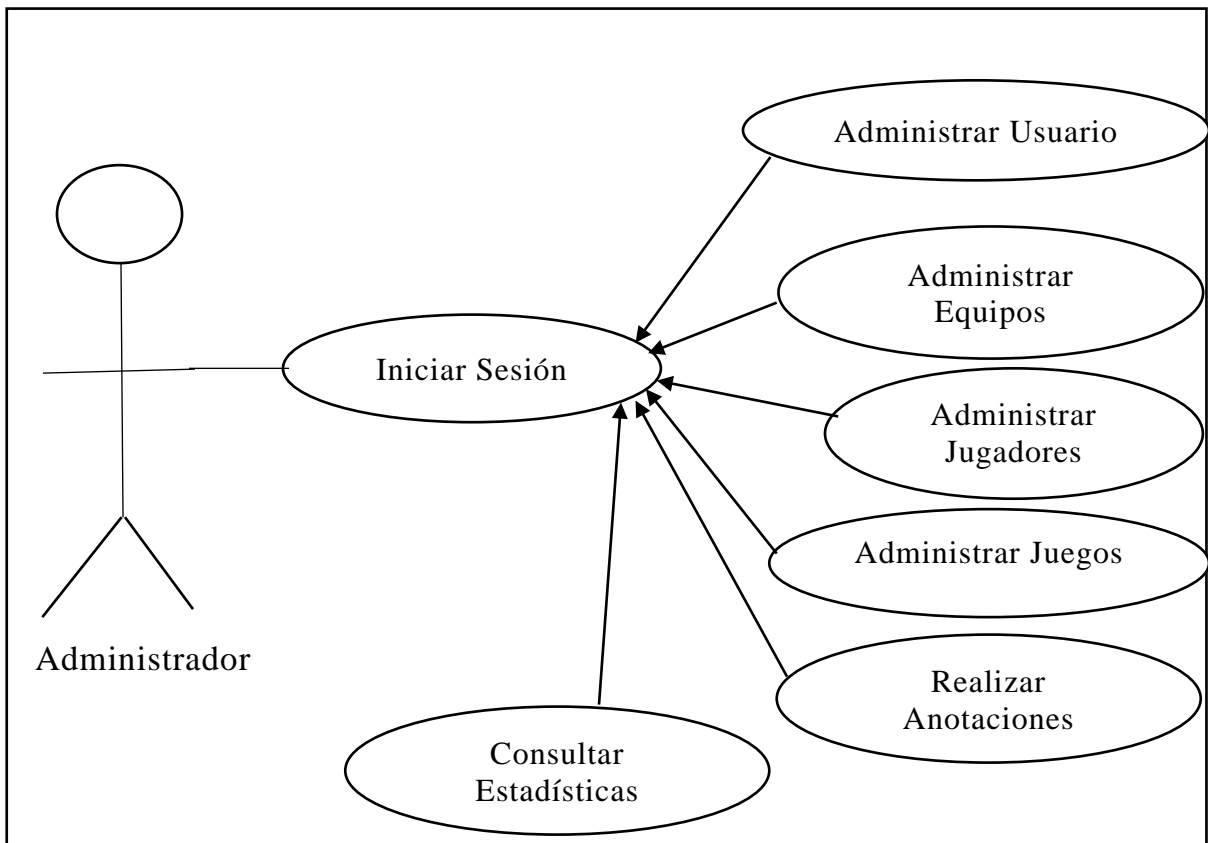 Administrar Usuario
Administrar
Equipos
Iniciar Sesión
Administrar
Jugadores
Administrar Juegos
Administrador
Realizar
Anotaciones
Consultar
Estadísticas